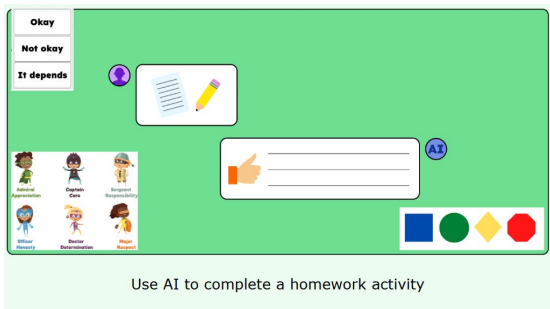 Okay
Not okay
It depends
AI
Admiral
Appreciation
Captain
Care
Sergeant
Responsibility
Officer
Honesty
Doctor
Determination
Major
Respect
Use AI to complete a homework activity